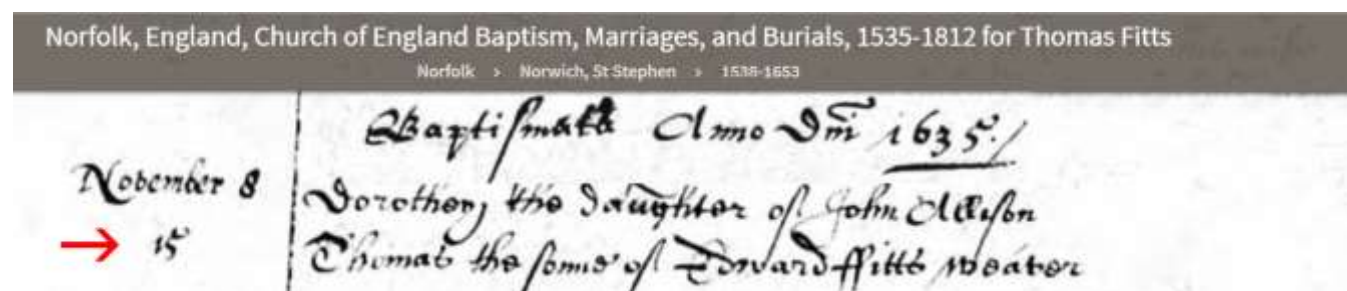 Norfolk, England, Church of England Baptism, Marriages, and Burials, 1535-1812 for Thomas Fitts
Norfolk > Norwich, St Stephen > 1538-1653
Baptismata Anno Dni 1635.
November 8 Dorothey the daughter of John Allison
15 Thomas the sonne of Edward ffitts weaver